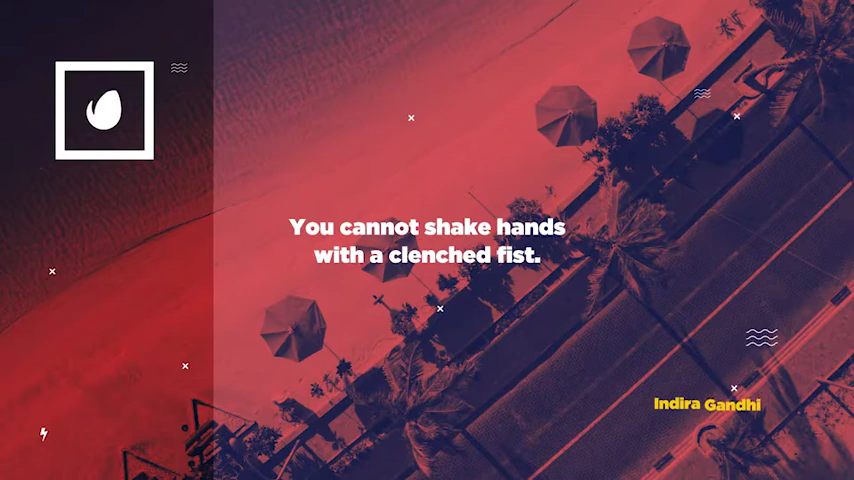 You cannot shake hands
with a clenched fist.
Indira Gandhi